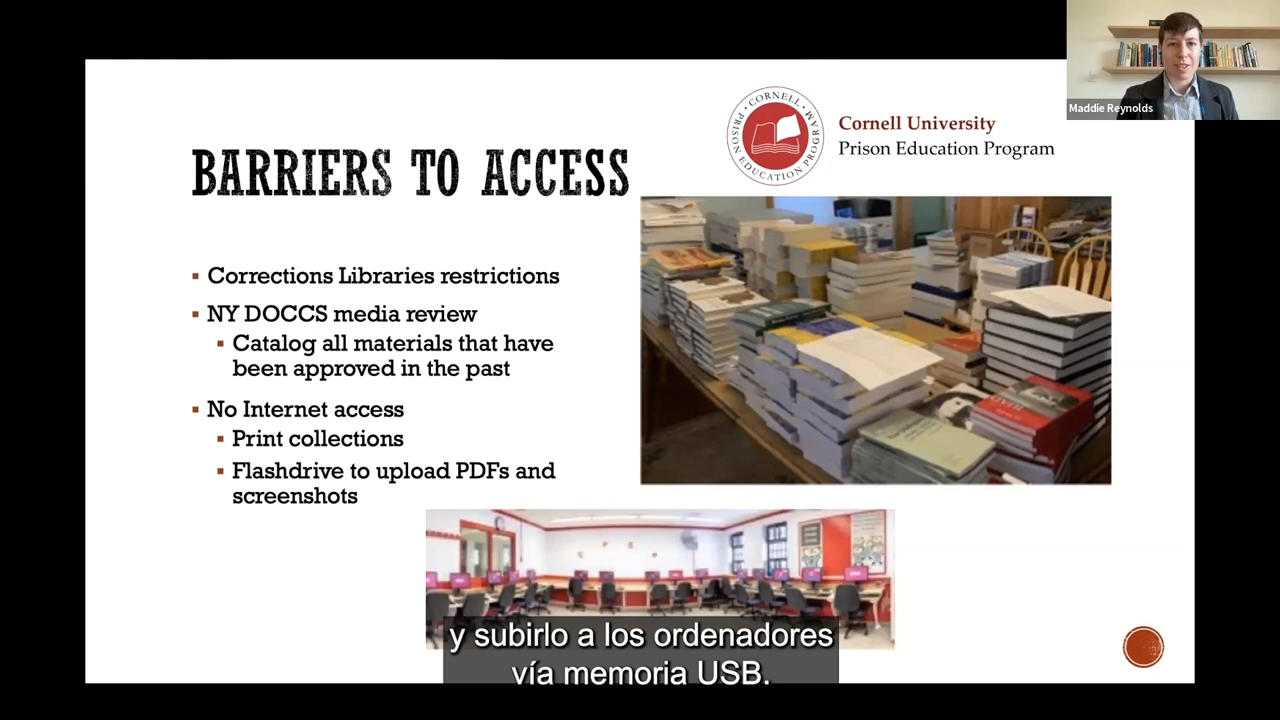 Maddie Reynolds
CORNELL
PRISON EDUCATION PROGRAM
Cornell University
Prison Education Program
BARRIERS TO ACCESS
Corrections Libraries restrictions
NY DOCCS media review
Catalog all materials that have
been approved in the past
No Internet access
Print collections
Flashdrive to upload PDFs and
screenshots
y subirlo a los ordenadores
vía memoria USB.